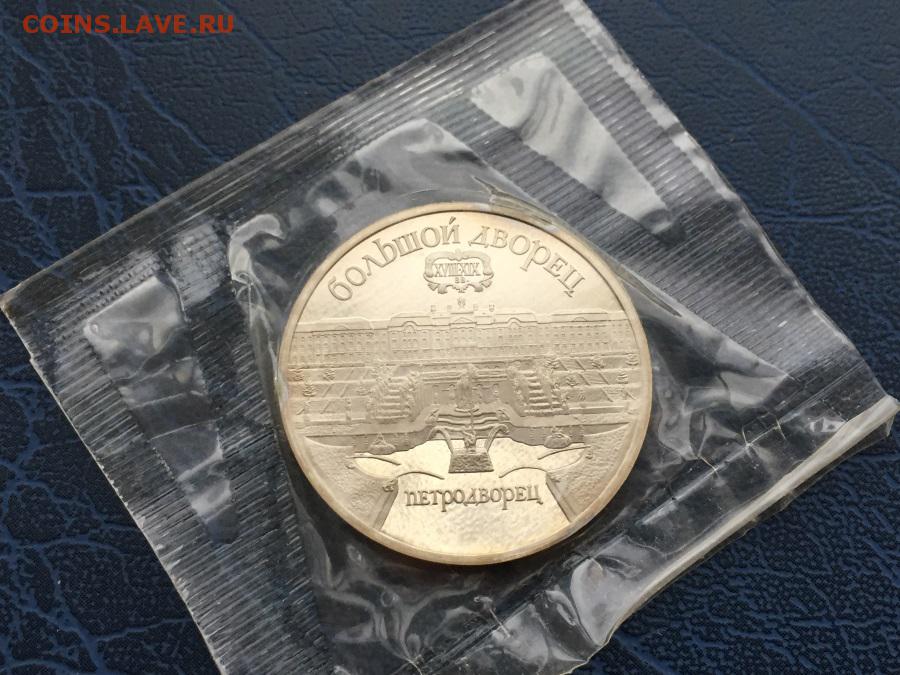 COINS.LAVE.RU
БОЛЬШОЙ ДВОРЕЦ
XVIII-XIX
ВВ
ПЕТРОДВОРЕЦ